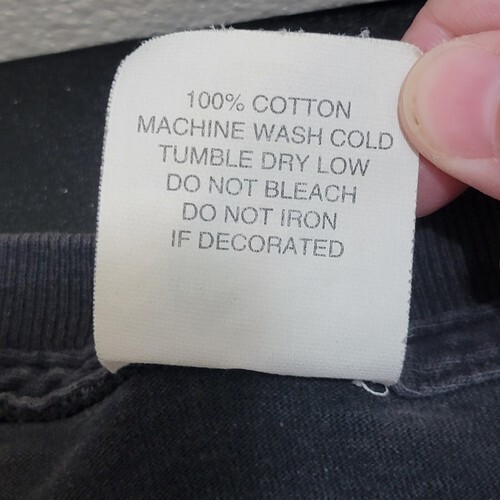 100% COTTON
MACHINE WASH COLD
TUMBLE DRY LOW
DO NOT BLEACH
DO NOT IRON
IF DECORATED